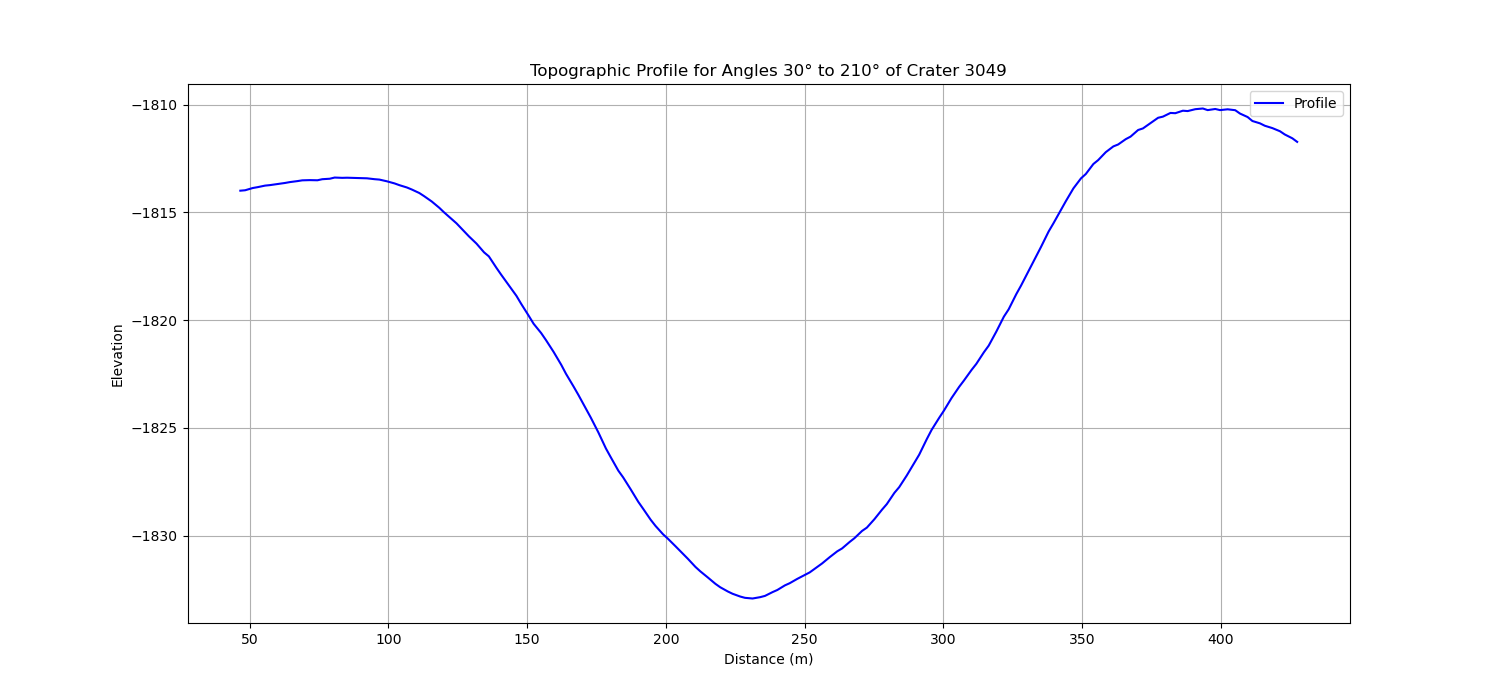 Topographic Profile for Angles 30° to 210° of Crater 3049
Profile
Elevation
−1810
−1815
−1820
−1825
−1830
50 100 150 200 250 300 350 400
Distance (m)